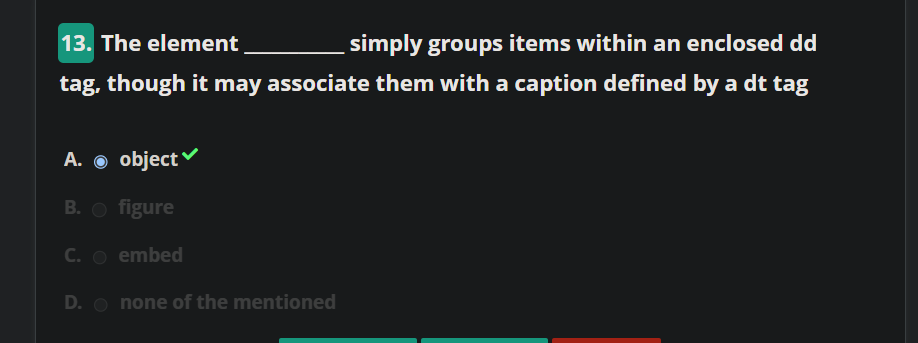 13. The element __________ simply groups items within an enclosed dd
tag, though it may associate them with a caption defined by a dt tag
A. object
B. figure
C. embed
D. none of the mentioned